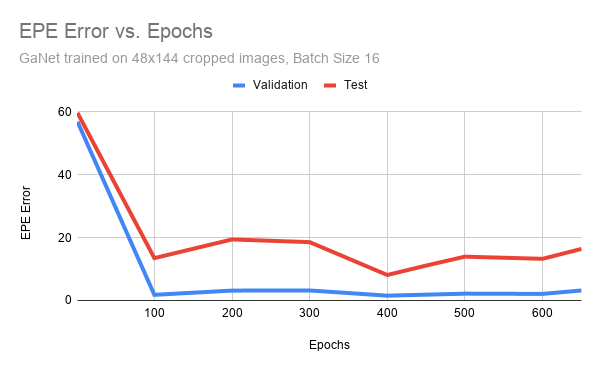 EPE Error vs. Epochs
GaNet trained on 48x144 cropped images, Batch Size 16
Validation Test
60
40
20
0
EPE Error
100 200 300 400 500 600
Epochs